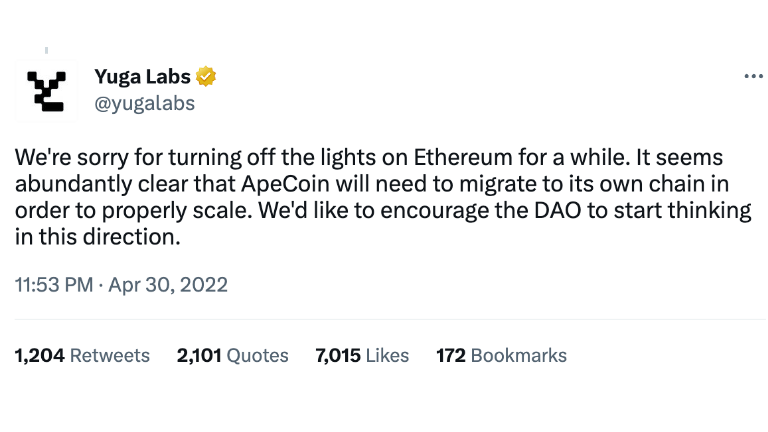 Yuga Labs
@yugalabs
We're sorry for turning off the lights on Ethereum for a while. It seems
abundantly clear that ApeCoin will need to migrate to its own chain in
order to properly scale. We'd like to encourage the DAO to start thinking
in this direction.
11:53 PM · Apr 30, 2022
1,204 Retweets 2,101 Quotes 7,015 Likes 172 Bookmarks